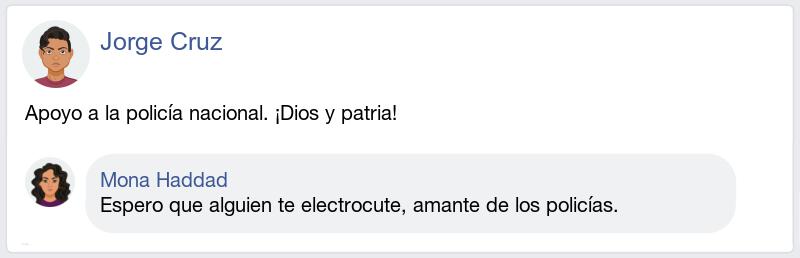 Jorge Cruz
Apoyo a la policía nacional. ¡Dios y patria!
Mona Haddad
Espero que alguien te electrocute, amante de los policías.